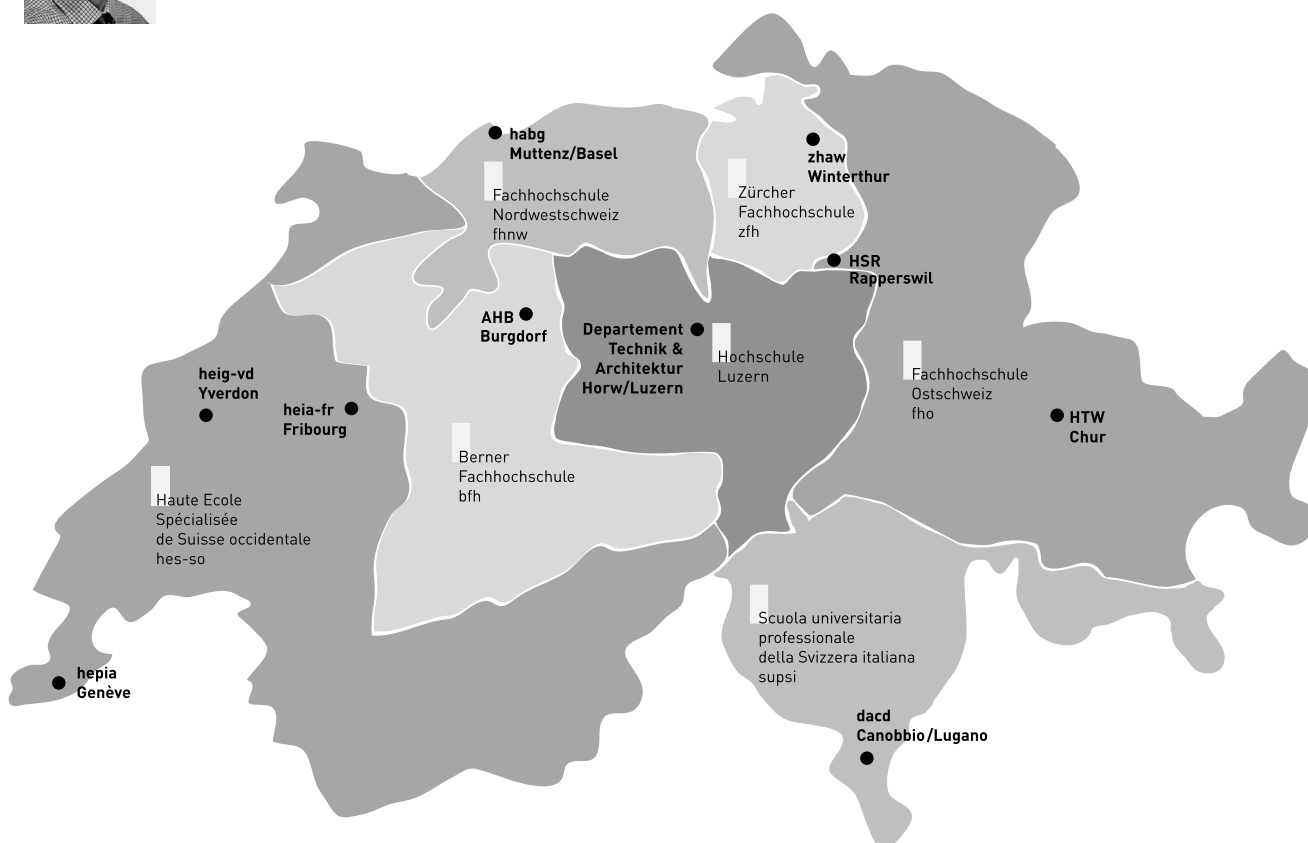 habg
Muttenz/Basel
Fachhochschule
Nordwestschweiz
fhnw
zhaw
Winterthur
Zürcher
Fachhochschule
zfh
HSR
Rapperswil
AHB
Burgdorf
Departement
Technik &
Architektur
Horw/Luzern
Hochschule
Luzern
Fachhochschule
Ostschweiz
fho
HTW
Chur
heig-vd
Yverdon
heia-fr
Fribourg
Berner
Fachhochschule
bfh
Haute Ecole
Spécialisée
de Suisse occidentale
hes-so
Scuola universitaria
professionale
della Svizzera italiana
supsi
hepia
Genève
dacd
Canobbio/Lugano